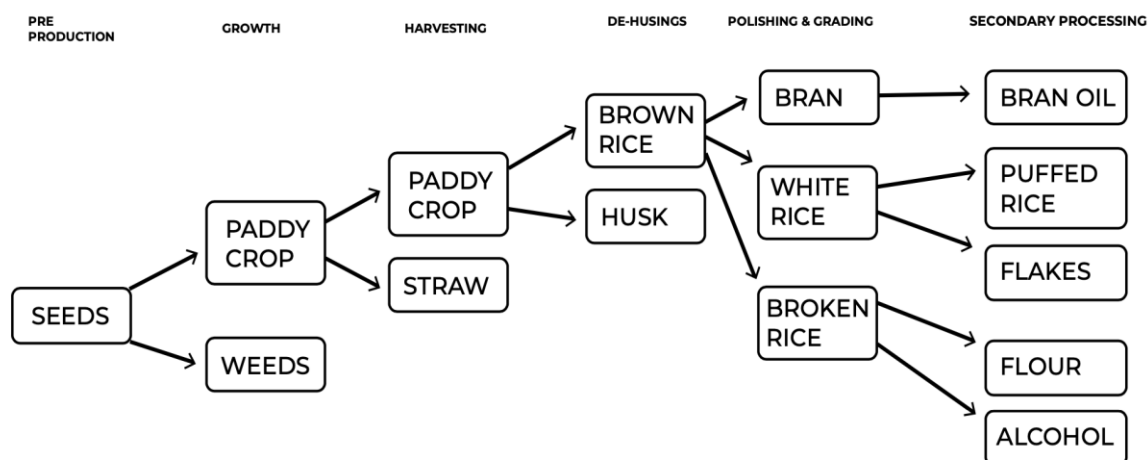 PRE
PRODUCTION
GROWTH
HARVESTING
DE-HUSINGS
POLISHING & GRADING
SECONDARY PROCESSING
SEEDS
PADDY
CROP
WEEDS
PADDY
CROP
STRAW
BROWN
RICE
HUSK
BRAN
WHITE
RICE
BROKEN
RICE
BRAN OIL
PUFFED
RICE
FLAKES
FLOUR
ALCOHOL